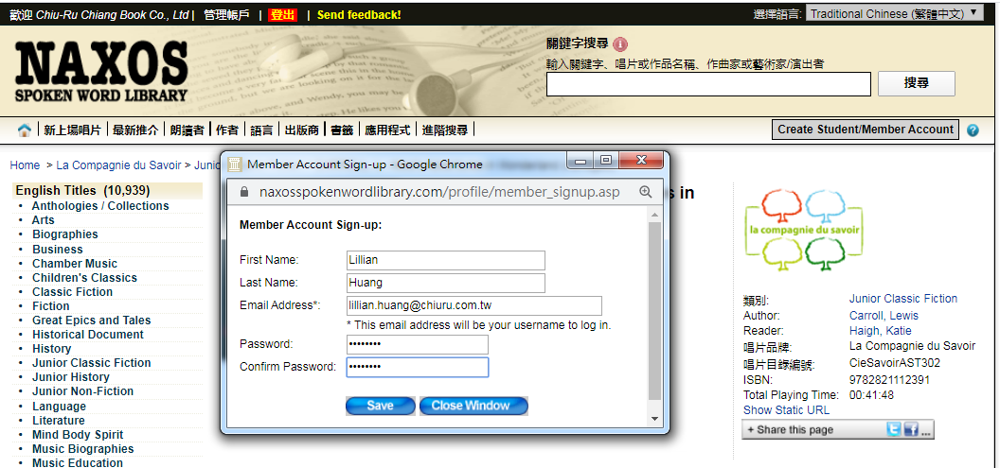 歡迎 Chiu-Ru Chiang Book Co., Ltd | 管理帳戶 | 登出 | Send feedback!
選擇語言: Traditional Chinese (繁體中文)
NAXOS
SPOKEN WORD LIBRARY
關鍵字搜尋
輸入關鍵字、唱片或作品名稱、作曲家或藝術家/演出者
搜尋
新上場唱片 | 最新推介 | 朗讀者 | 作者 | 語言 | 出版商 | 書籤 | 應用程式 | 進階搜尋 |
Create Student/Member Account
Home > La Compagnie du Savoir > Junio
English Titles (10,939)
• Anthologies / Collections
• Arts
• Biographies
• Business
• Chamber Music
• Children's Classics
• Classic Fiction
• Fiction
• Great Epics and Tales
• Historical Document
• History
• Junior Classic Fiction
• Junior History
• Junior Non-Fiction
• Language
• Literature
• Mind Body Spirit
• Music Biographies
• Music Education
Member Account Sign-up - Google Chrome
naxosspokenwordlibrary.com/profile/member_signup.asp
Member Account Sign-up:
First Name: Lillian
Last Name: Huang
Email Address*: lillian.huang@chiuru.com.tw
* This email address will be your username to log in.
Password: ••••••••
Confirm Password: ••••••••
Save Close Window
s in
la compagnie du savoir
類別: Junior Classic Fiction
Author: Carroll, Lewis
Reader: Haigh, Katie
唱片品牌: La Compagnie du Savoir
唱片目錄編號: CieSavoirAST302
ISBN: 9782821112391
Total Playing Time: 00:41:48
Show Static URL
+ Share this page ...